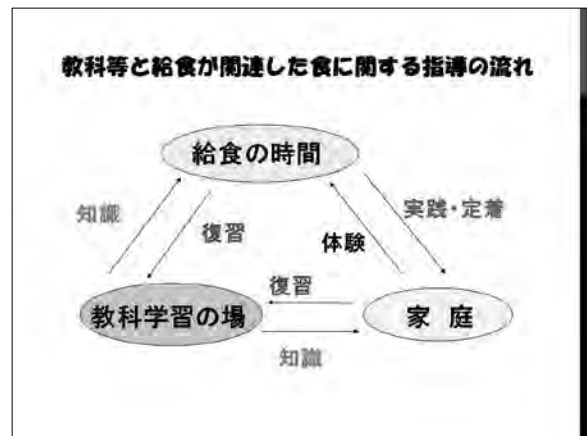 教科等と給食が関連した食に関する指導の流れ
給食の時間
知識
復習
体験
実践・定着
復習
教科学習の場
家 庭
知識